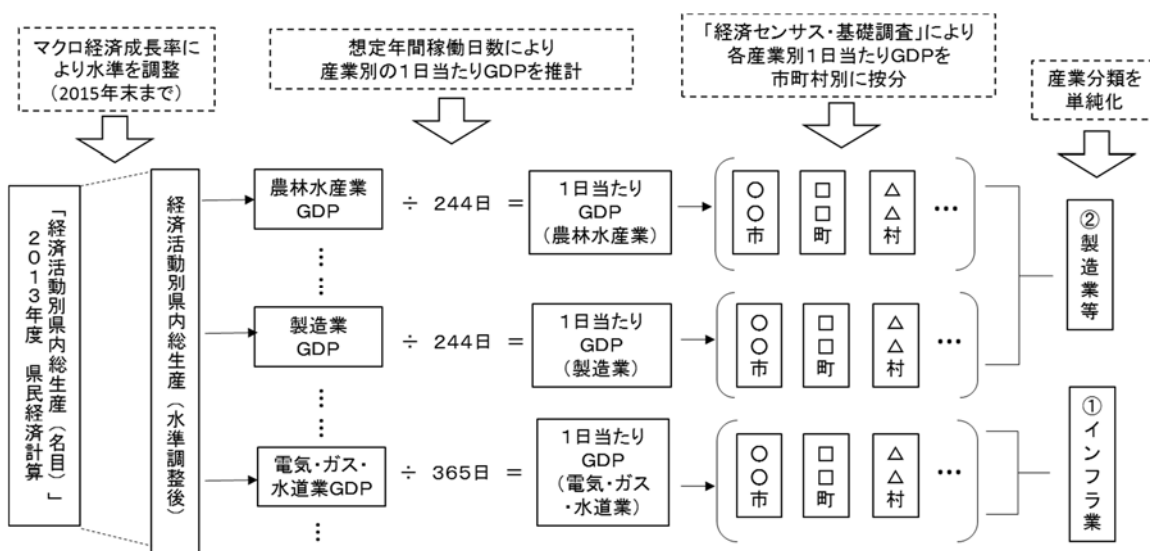 マクロ経済成長率に
より水準を調整
（2015年末まで）
想定年間稼働日数により
産業別の1日当たりGDPを推計
「経済センサス・基礎調査」により
各産業別1日当たりGDPを
市町村別に按分
産業分類を
単純化
「経済活動別県内総生産（名目）」
2013年度　県民経済計算
経済活動別県内総生産（水準調整後）
農林水産業
GDP
÷ 244日 ＝
1日当たり
GDP
（農林水産業）
○○市
□□町
△△村
…
⋮
⋮
製造業
GDP
÷ 244日 ＝
1日当たり
GDP
（製造業）
○○市
□□町
△△村
…
⋮
⋮
電気・ガス・
水道業GDP
÷ 365日 ＝
1日当たり
GDP
（電気・ガス
・水道業）
○○市
□□町
△△村
…
⋮
②製造業等
①インフラ業